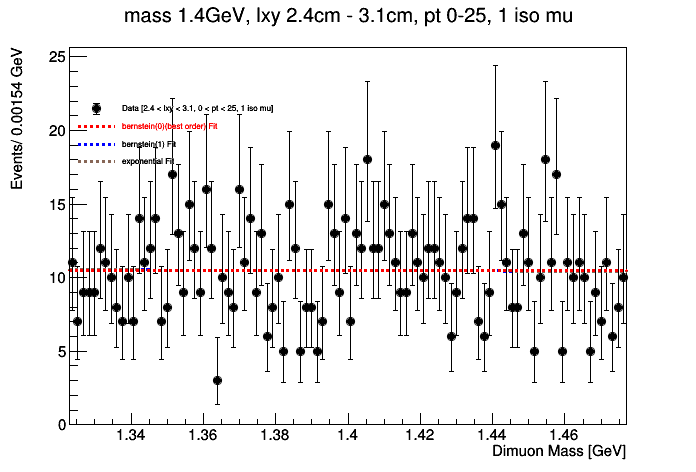 mass 1.4GeV, lxy 2.4cm - 3.1cm, pt 0-25, 1 iso mu
Events/ 0.00154 GeV
25
20
15
10
5
0
Data [2.4 < lxy < 3.1, 0 < pt < 25, 1 iso mu]
bernstein(0)(best order) Fit
bernstein(1) Fit
exponential Fit
1.34 1.36 1.38 1.4 1.42 1.44 1.46
Dimuon Mass [GeV]